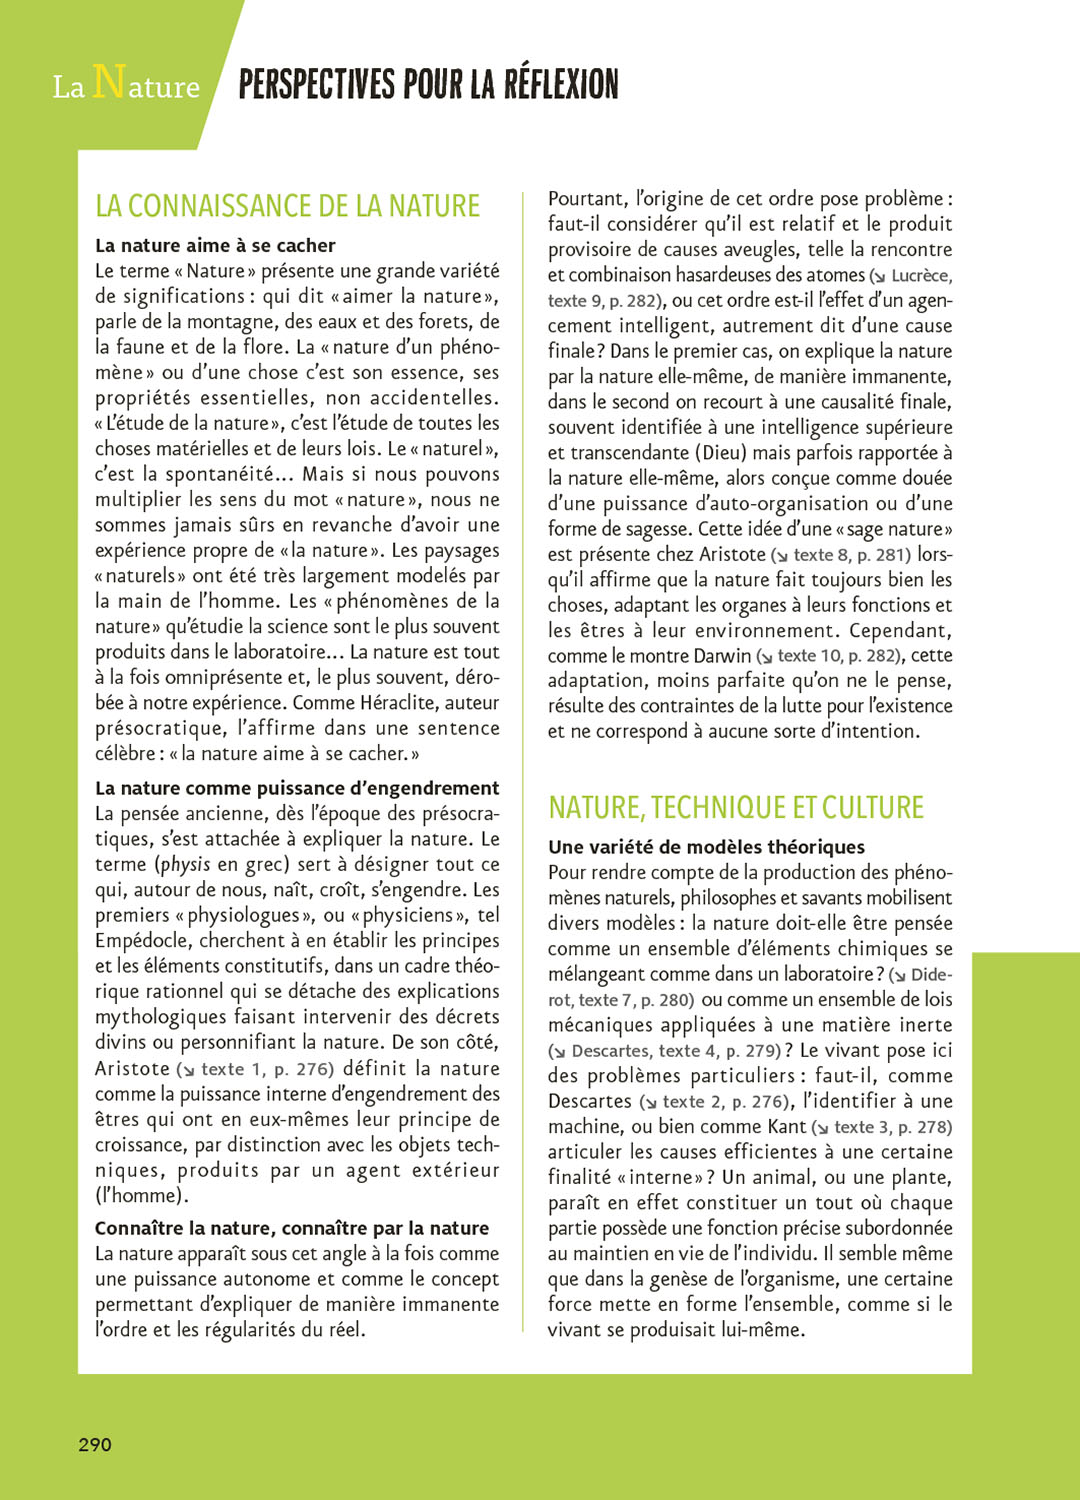 La Nature
PERSPECTIVES POUR LA RÉFLEXION
LA CONNAISSANCE DE LA NATURE
La nature aime à se cacher
Le terme « Nature » présente une grande variété
de significations : qui dit « aimer la nature »,
parle de la montagne, des eaux et des forets, de
la faune et de la flore. La « nature d’un phéno-
mène » ou d’une chose c’est son essence, ses
propriétés essentielles, non accidentelles.
« L’étude de la nature », c’est l’étude de toutes les
choses matérielles et de leurs lois. Le « naturel »,
c’est la spontanéité... Mais si nous pouvons
multiplier les sens du mot « nature », nous ne
sommes jamais sûrs en revanche d’avoir une
expérience propre de « la nature ». Les paysages
« naturels » ont été très largement modelés par
la main de l’homme. Les « phénomènes de la
nature » qu’étudie la science sont le plus souvent
produits dans le laboratoire... La nature est tout
à la fois omniprésente et, le plus souvent, déro-
bée à notre expérience. Comme Héraclite, auteur
présocratique, l’affirme dans une sentence
célèbre : « la nature aime à se cacher. »
La nature comme puissance d’engendrement
La pensée ancienne, dès l’époque des présocra-
tiques, s’est attachée à expliquer la nature. Le
terme (physis en grec) sert à désigner tout ce
qui, autour de nous, naît, croît, s’engendre. Les
premiers « physiologues », ou « physiciens », tel
Empédocle, cherchent à en établir les principes
et les éléments constitutifs, dans un cadre théo-
rique rationnel qui se détache des explications
mythologiques faisant intervenir des décrets
divins ou personnifiant la nature. De son côté,
Aristote (↘ texte 1, p. 276) définit la nature
comme la puissance interne d’engendrement des
êtres qui ont en eux-mêmes leur principe de
croissance, par distinction avec les objets tech-
niques, produits par un agent extérieur
(l’homme).
Connaître la nature, connaître par la nature
La nature apparaît sous cet angle à la fois comme
une puissance autonome et comme le concept
permettant d’expliquer de manière immanente
l’ordre et les régularités du réel.
Pourtant, l’origine de cet ordre pose problème :
faut-il considérer qu’il est relatif et le produit
provisoire de causes aveugles, telle la rencontre
et combinaison hasardeuses des atomes (↘ Lucrèce,
texte 9, p. 282), ou cet ordre est-il l’effet d’un agen-
cement intelligent, autrement dit d’une cause
finale ? Dans le premier cas, on explique la nature
par la nature elle-même, de manière immanente,
dans le second on recourt à une causalité finale,
souvent identifiée à une intelligence supérieure
et transcendante (Dieu) mais parfois rapportée à
la nature elle-même, alors conçue comme douée
d’une puissance d’auto-organisation ou d’une
forme de sagesse. Cette idée d’une « sage nature »
est présente chez Aristote (↘ texte 8, p. 281) lors-
qu’il affirme que la nature fait toujours bien les
choses, adaptant les organes à leurs fonctions et
les êtres à leur environnement. Cependant,
comme le montre Darwin (↘ texte 10, p. 282), cette
adaptation, moins parfaite qu’on ne le pense,
résulte des contraintes de la lutte pour l’existence
et ne correspond à aucune sorte d’intention.
NATURE, TECHNIQUE ET CULTURE
Une variété de modèles théoriques
Pour rendre compte de la production des phéno-
mènes naturels, philosophes et savants mobilisent
divers modèles : la nature doit-elle être pensée
comme un ensemble d’éléments chimiques se
mélangeant comme dans un laboratoire ? (↘ Dide-
rot, texte 7, p. 280) ou comme un ensemble de lois
mécaniques appliquées à une matière inerte
(↘ Descartes, texte 4, p. 279) ? Le vivant pose ici
des problèmes particuliers : faut-il, comme
Descartes (↘ texte 2, p. 276), l’identifier à une
machine, ou bien comme Kant (↘ texte 3, p. 278)
articuler les causes efficientes à une certaine
finalité « interne » ? Un animal, ou une plante,
paraît en effet constituer un tout où chaque
partie possède une fonction précise subordonnée
au maintien en vie de l’individu. Il semble même
que dans la genèse de l’organisme, une certaine
force mette en forme l’ensemble, comme si le
vivant se produisait lui-même.
290